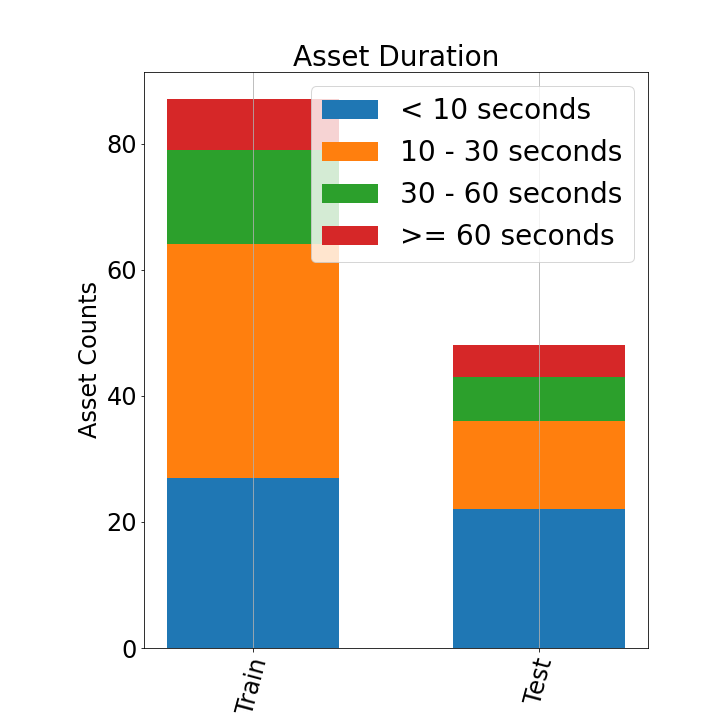 Asset Duration
< 10 seconds
10 - 30 seconds
30 - 60 seconds
>= 60 seconds
Asset Counts
80
60
40
20
0
Train
Test